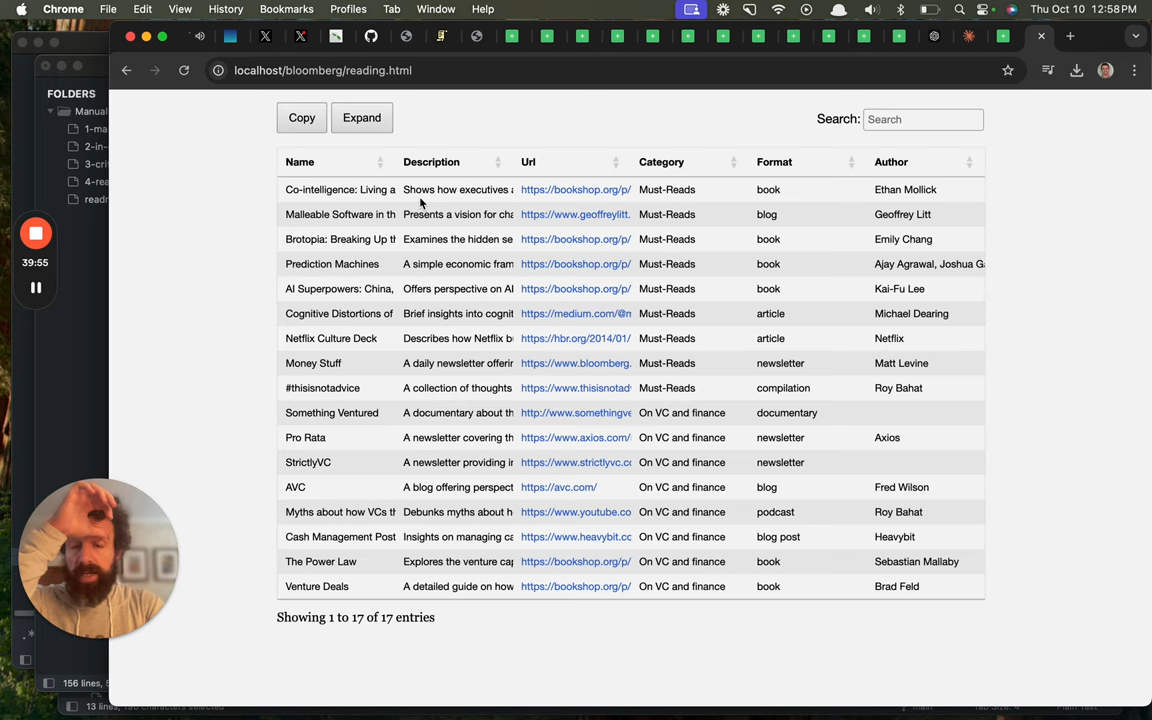 Chrome File Edit View History Bookmarks Profiles Tab Window Help Thu Oct 10 12:58 PM
localhost/bloomberg/reading.html
FOLDERS
Manual
1-ma
2-in-
3-crit
4-rea
readr
39:55
Copy Expand Search: Search
Name Description Url Category Format Author
Co-intelligence: Living a Shows how executives a https://bookshop.org/p/ Must-Reads book Ethan Mollick
Malleable Software in th Presents a vision for cha https://www.geoffreylitt. Must-Reads blog Geoffrey Litt
Brotopia: Breaking Up th Examines the hidden se https://bookshop.org/p/ Must-Reads book Emily Chang
Prediction Machines A simple economic fram https://bookshop.org/p/ Must-Reads book Ajay Agrawal, Joshua Ga
AI Superpowers: China, Offers perspective on AI https://bookshop.org/p/ Must-Reads book Kai-Fu Lee
Cognitive Distortions of Brief insights into cognit https://medium.com/@m Must-Reads article Michael Dearing
Netflix Culture Deck Describes how Netflix bu https://hbr.org/2014/01/ Must-Reads article Netflix
Money Stuff A daily newsletter offerin https://www.bloomberg. Must-Reads newsletter Matt Levine
#thisisnotadvice A collection of thoughts https://www.thisisnotadv Must-Reads compilation Roy Bahat
Something Ventured A documentary about th http://www.somethingve On VC and finance documentary
Pro Rata A newsletter covering th https://www.axios.com/ On VC and finance newsletter Axios
StrictlyVC A newsletter providing in https://www.strictlyvc.co On VC and finance newsletter
AVC A blog offering perspect https://avc.com/ On VC and finance blog Fred Wilson
Myths about how VCs th Debunks myths about h https://www.youtube.co On VC and finance podcast Roy Bahat
Cash Management Post Insights on managing ca https://www.heavybit.co On VC and finance blog post Heavybit
The Power Law Explores the venture cap https://bookshop.org/p/ On VC and finance book Sebastian Mallaby
Venture Deals A detailed guide on how https://bookshop.org/p/ On VC and finance book Brad Feld
Showing 1 to 17 of 17 entries
156 lines,
13 lines,